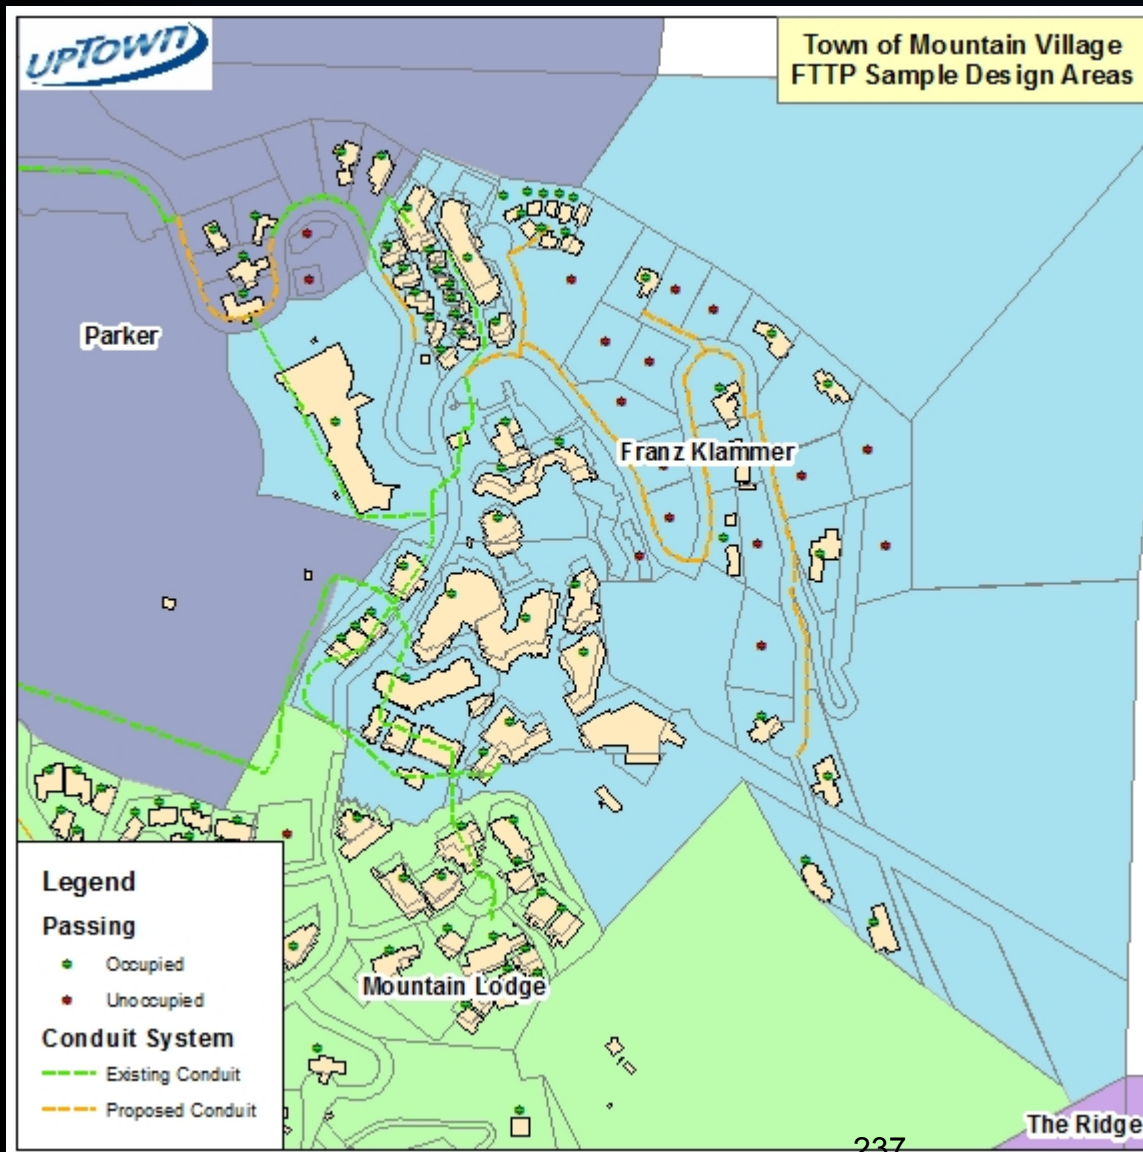 UPTOWN
Town of Mountain Village
FTTP Sample Design Areas
Parker
Franz Klammer
Legend
Passing
Occupied
Unoccupied
Conduit System
Existing Conduit
Proposed Conduit
Mountain Lodge
The Ridge
237